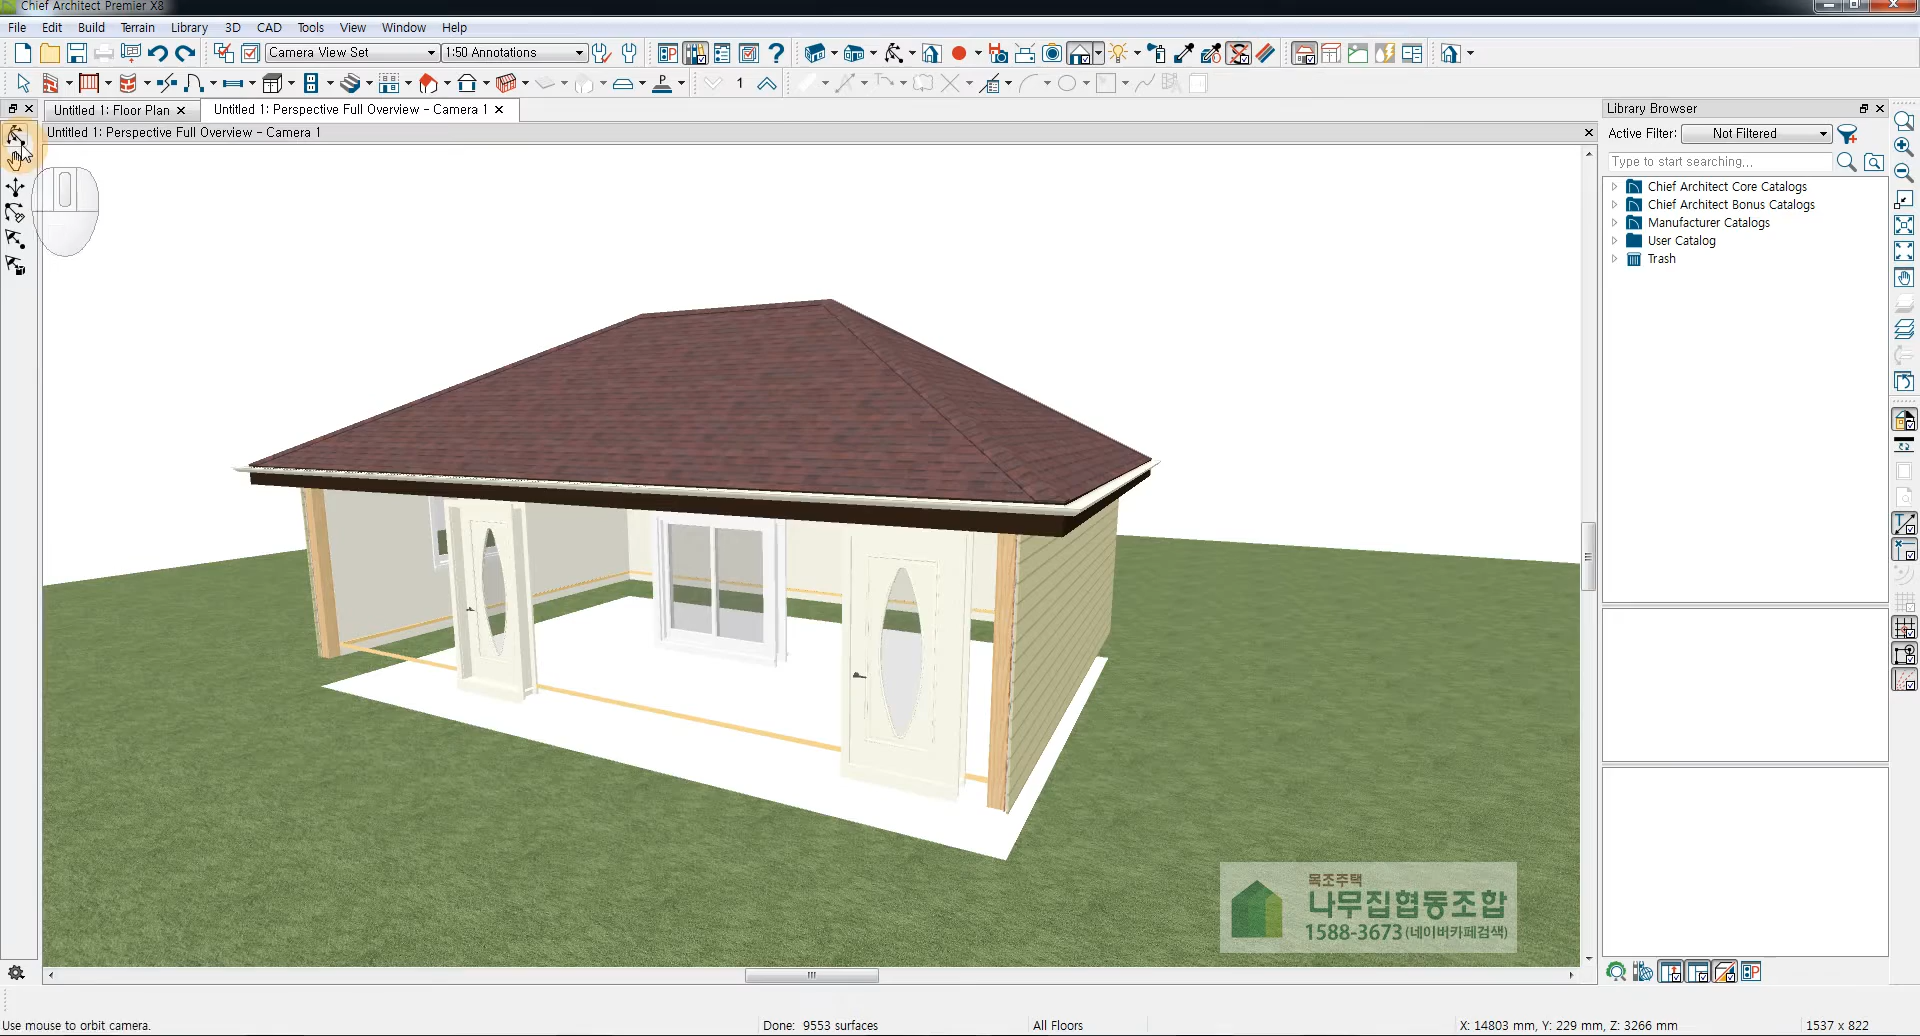 Chief Architect Premier X8
File Edit Build Terrain Library 3D CAD Tools View Window Help
Camera View Set 1:50 Annotations
1
Untitled 1: Floor Plan Untitled 1: Perspective Full Overview - Camera 1
Untitled 1: Perspective Full Overview - Camera 1
Library Browser
Active Filter: Not Filtered
Type to start searching...
Chief Architect Core Catalogs
Chief Architect Bonus Catalogs
Manufacturer Catalogs
User Catalog
Trash
목조주택
나무집협동조합
1588-3673(네이버카페검색)
Use mouse to orbit camera. Done: 9553 surfaces All Floors X: 14803 mm, Y: 229 mm, Z: 3266 mm 1537 x 822